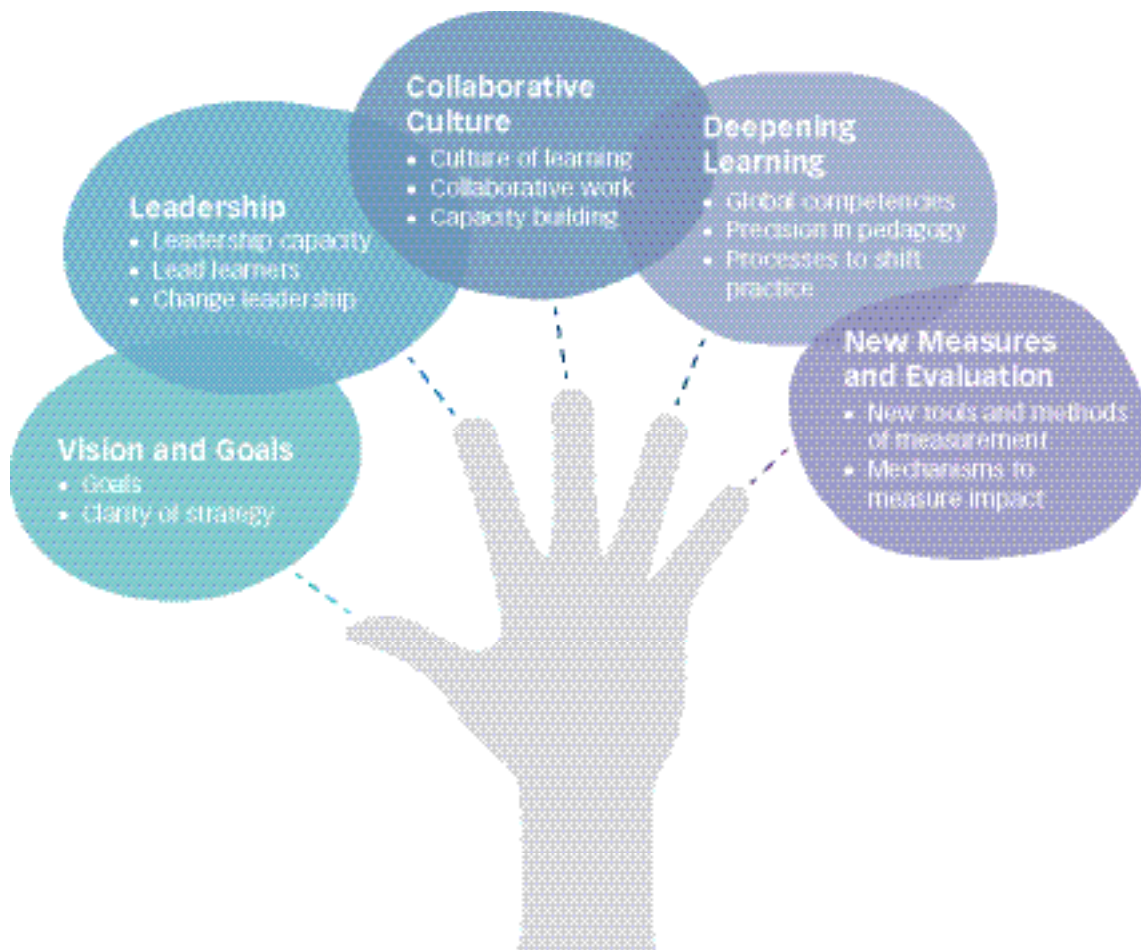 Collaborative
Culture
• Culture of learning
• Collaborative work
• Capacity building
Deepening
Learning
• Global competencies
• Precision in pedagogy
• Processes to shift
practice
Leadership
• Leadership capacity
• Lead learners
• Change leadership
New Measures
and Evaluation
• New tools and methods
of measurement
• Mechanisms to
measure impact
Vision and Goals
• Goals
• Clarity of strategy